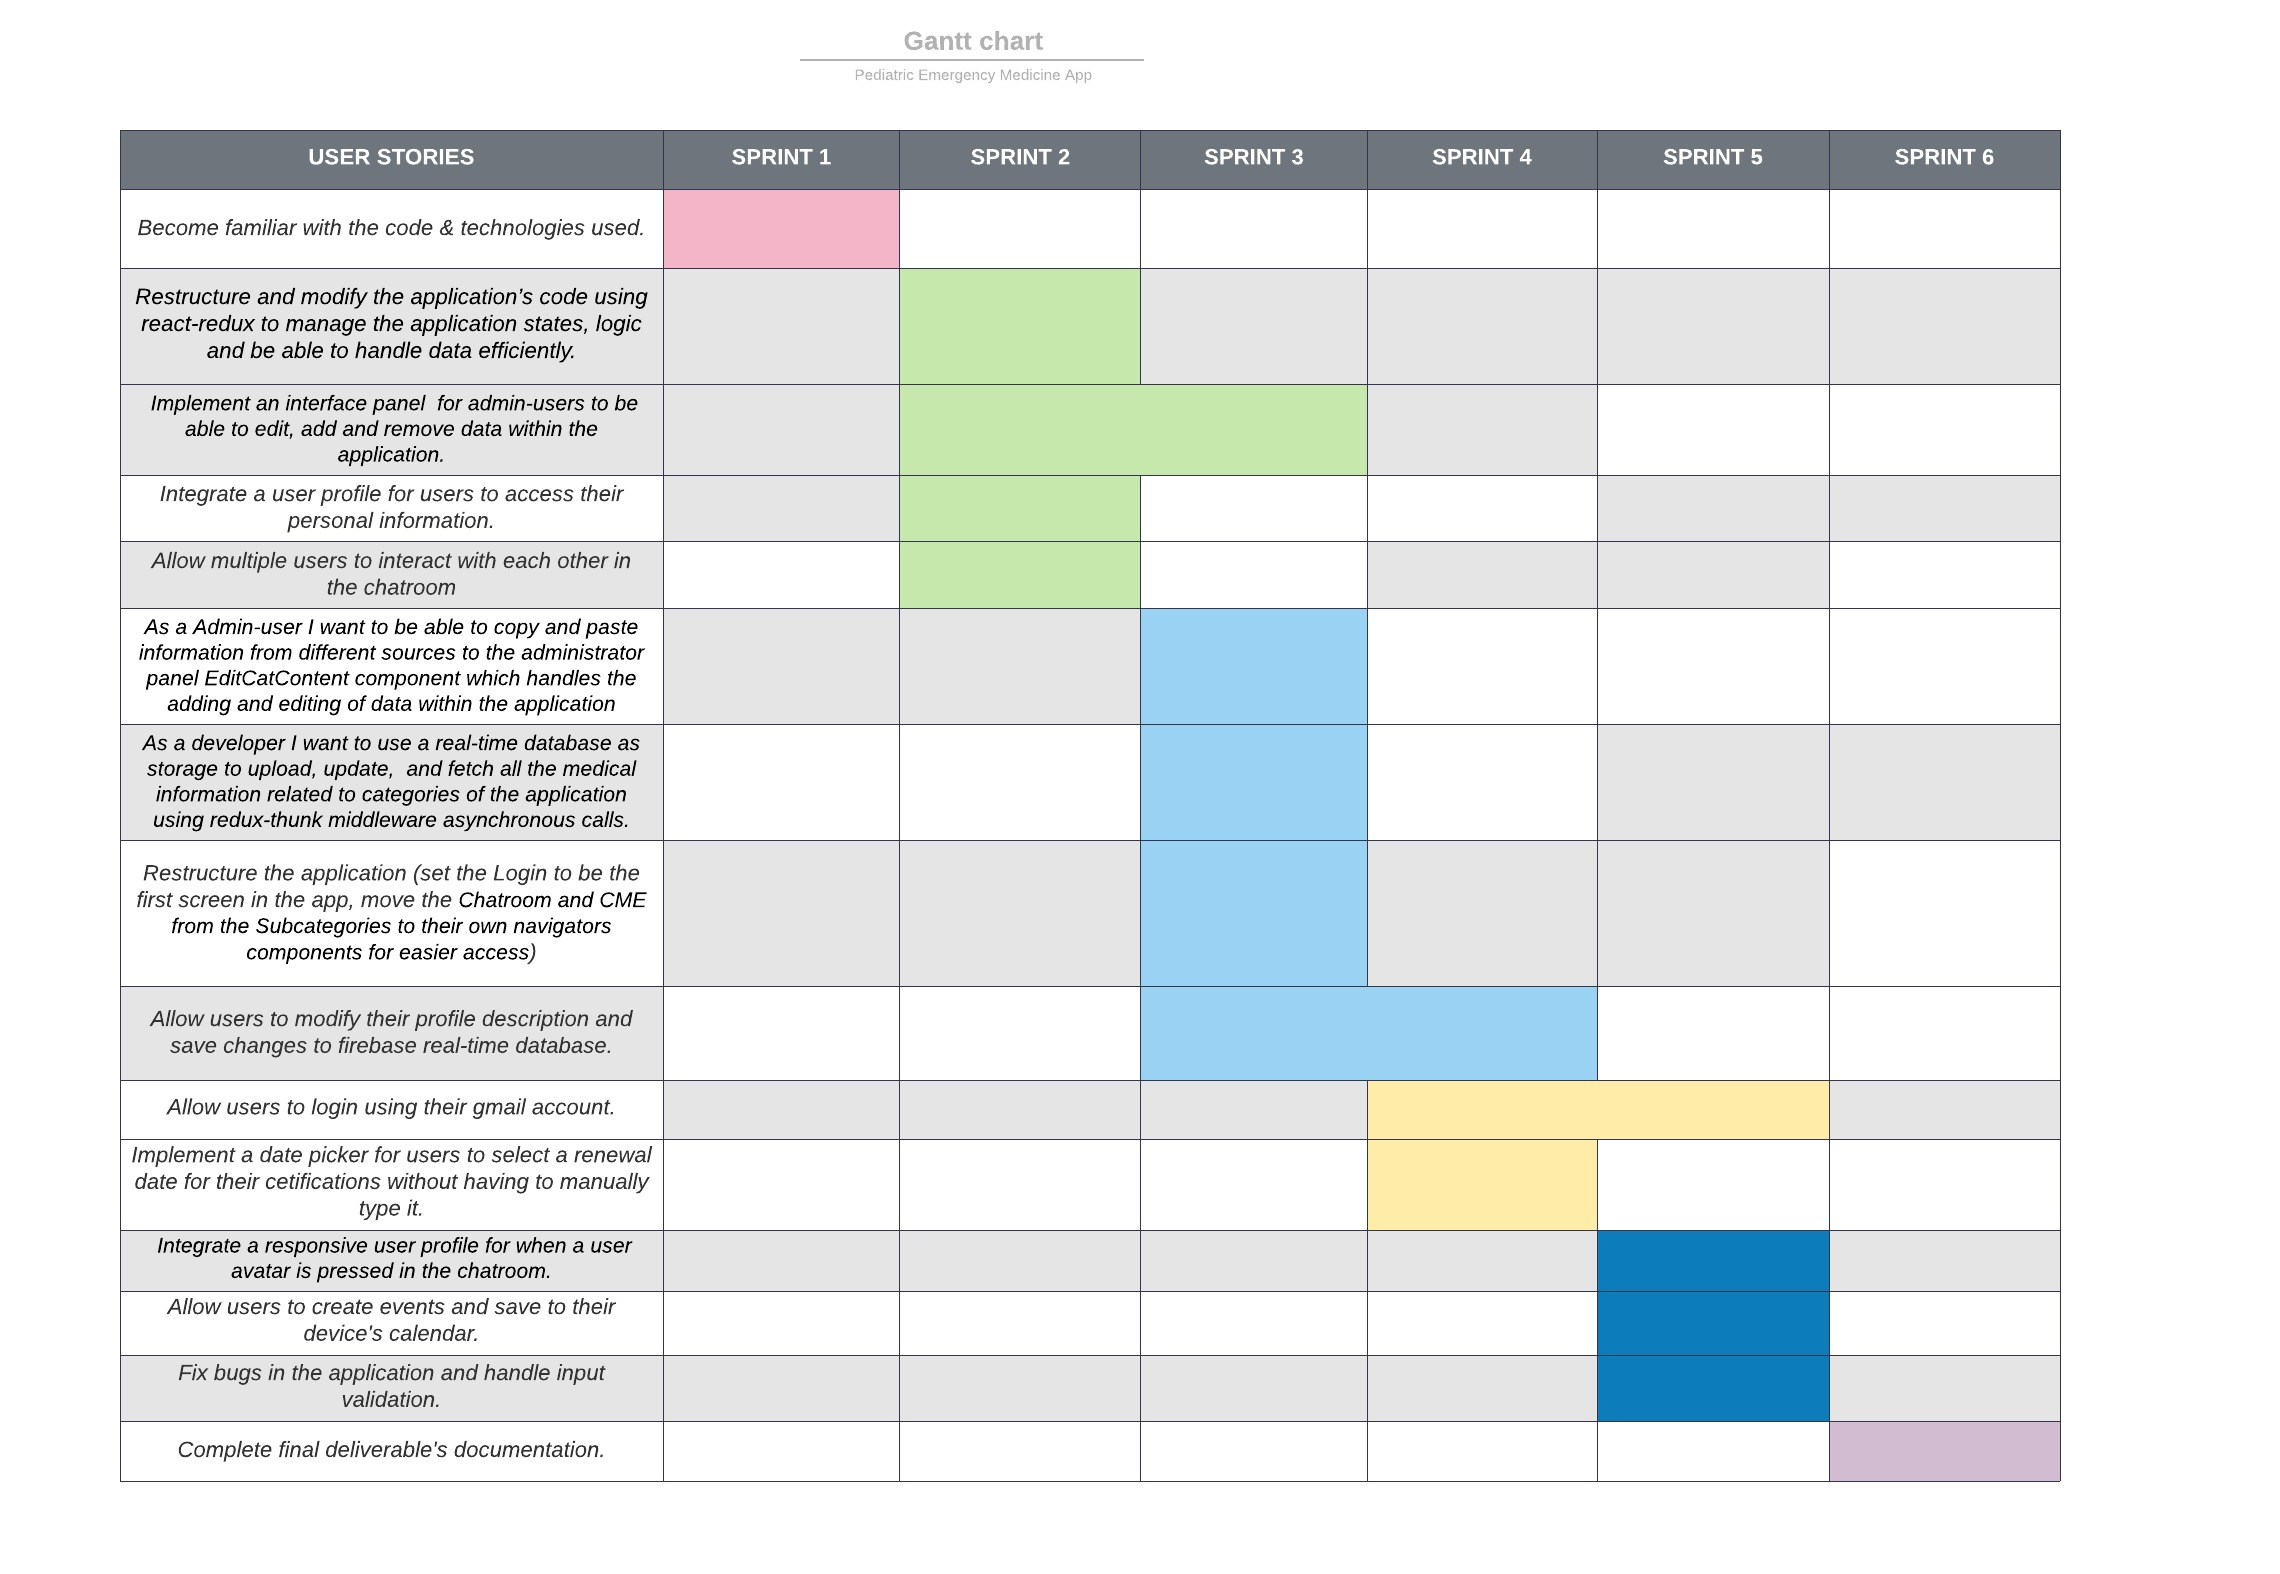 Gantt chart
Pediatric Emergency Medicine App
USER STORIES SPRINT 1 SPRINT 2 SPRINT 3 SPRINT 4 SPRINT 5 SPRINT 6
Become familiar with the code & technologies used.
Restructure and modify the application’s code using
react-redux to manage the application states, logic
and be able to handle data efficiently.
Implement an interface panel  for admin-users to be
able to edit, add and remove data within the
application.
Integrate a user profile for users to access their
personal information.
Allow multiple users to interact with each other in
the chatroom
As a Admin-user I want to be able to copy and paste
information from different sources to the administrator
panel EditCatContent component which handles the
adding and editing of data within the application
As a developer I want to use a real-time database as
storage to upload, update,  and fetch all the medical
information related to categories of the application
using redux-thunk middleware asynchronous calls.
Restructure the application (set the Login to be the
first screen in the app, move the Chatroom and CME
from the Subcategories to their own navigators
components for easier access)
Allow users to modify their profile description and
save changes to firebase real-time database.
Allow users to login using their gmail account.
Implement a date picker for users to select a renewal
date for their cetifications without having to manually
type it.
Integrate a responsive user profile for when a user
avatar is pressed in the chatroom.
Allow users to create events and save to their
device's calendar.
Fix bugs in the application and handle input
validation.
Complete final deliverable's documentation.